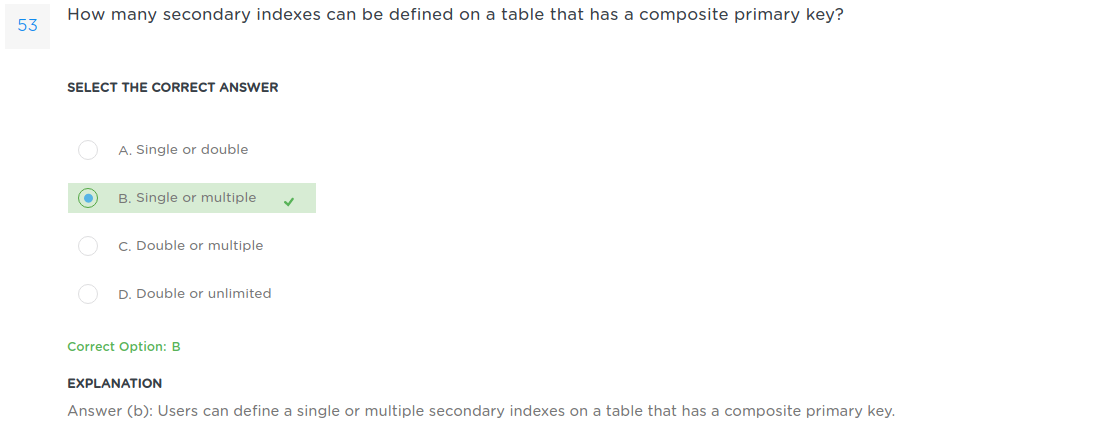 53
How many secondary indexes can be defined on a table that has a composite primary key?
SELECT THE CORRECT ANSWER
A. Single or double
B. Single or multiple
C. Double or multiple
D. Double or unlimited
Correct Option: B
EXPLANATION
Answer (b): Users can define a single or multiple secondary indexes on a table that has a composite primary key.